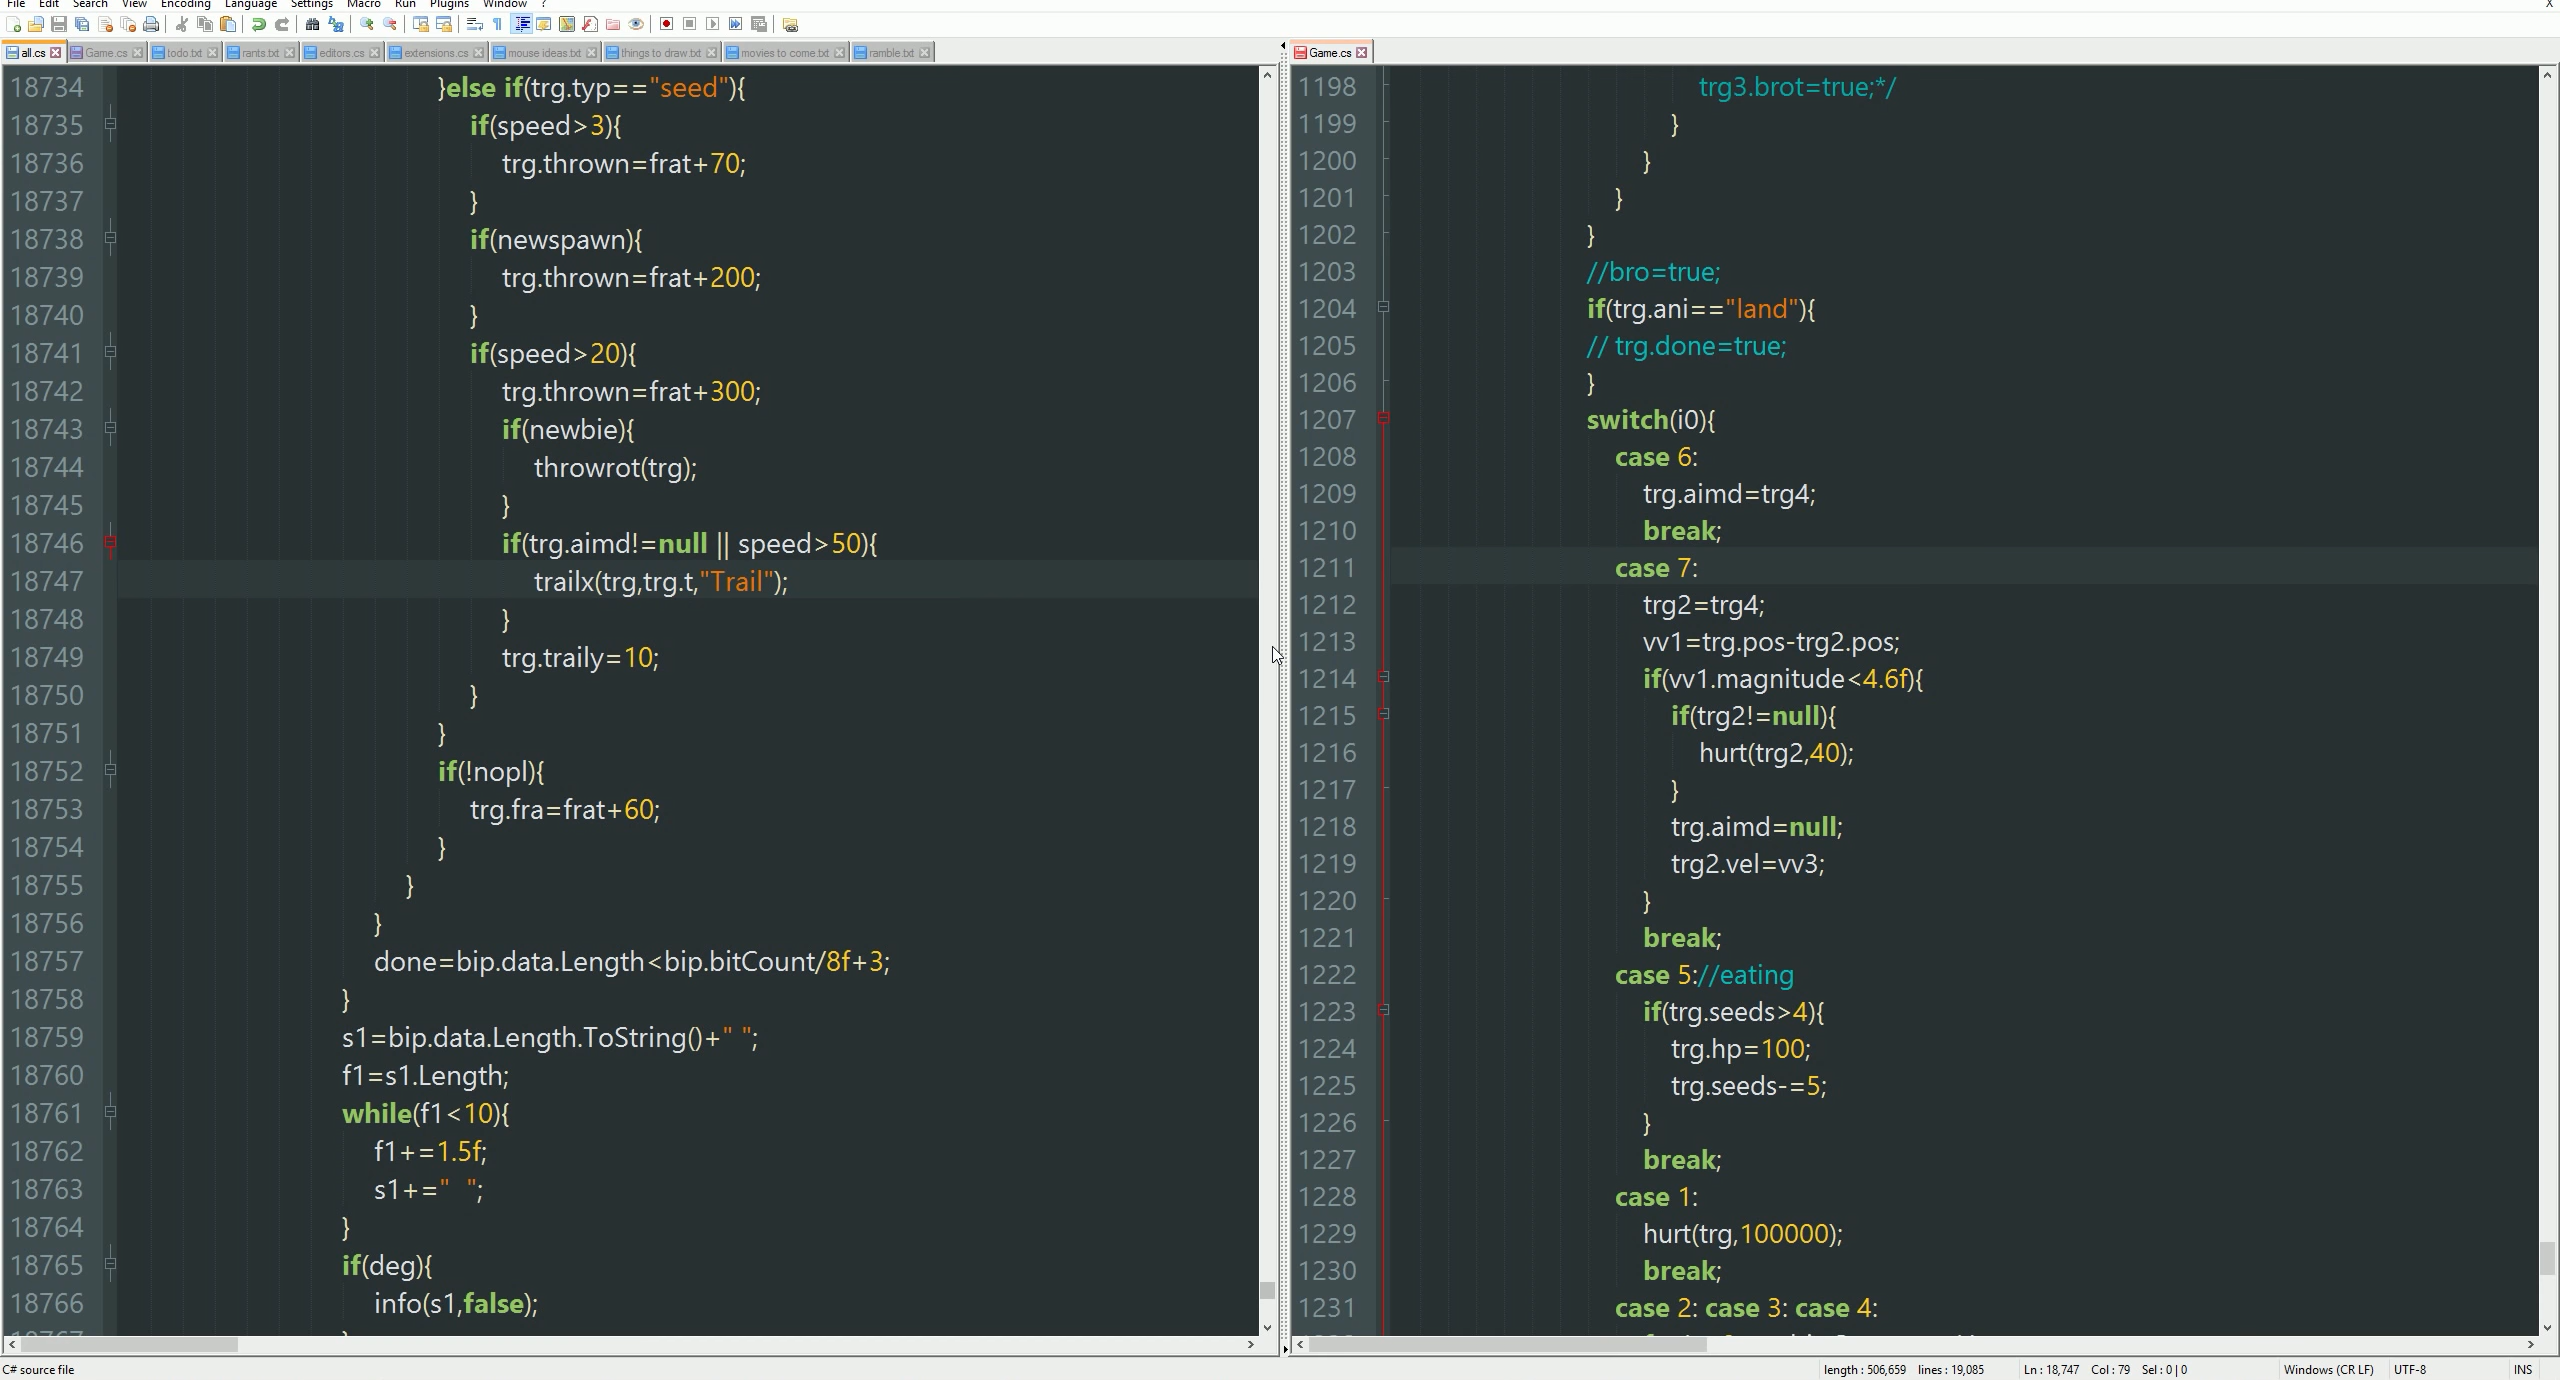 File Edit Search View Encoding Language Settings Macro Run Plugins Window ? X
all.cs Game.cs todo.txt rants.txt editors.cs extensions.cs mouse ideas.txt things to draw.txt movies to come.txt ramble.txt
18734 }else if(trg.typ=="seed"){
18735 if(speed>3){
18736 trg.thrown=frat+70;
18737 }
18738 if(newspawn){
18739 trg.thrown=frat+200;
18740 }
18741 if(speed>20){
18742 trg.thrown=frat+300;
18743 if(newbie){
18744 throwrot(trg);
18745 }
18746 if(trg.aimd!=null || speed>50){
18747 trailx(trg,trg.t,"Trail");
18748 }
18749 trg.traily=10;
18750 }
18751 }
18752 if(!nopl){
18753 trg.fra=frat+60;
18754 }
18755 }
18756 }
18757 done=bip.data.Length<bip.bitCount/8f+3;
18758 }
18759 s1=bip.data.Length.ToString()+" ";
18760 f1=s1.Length;
18761 while(f1<10){
18762 f1+=1.5f;
18763 s1+="  ";
18764 }
18765 if(deg){
18766 info(s1,false);
Game.cs
1198 trg3.brot=true;*/
1199 }
1200 }
1201 }
1202 }
1203 //bro=true;
1204 if(trg.ani=="land"){
1205 // trg.done=true;
1206 }
1207 switch(i0){
1208 case 6:
1209 trg.aimd=trg4;
1210 break;
1211 case 7:
1212 trg2=trg4;
1213 vv1=trg.pos-trg2.pos;
1214 if(vv1.magnitude<4.6f){
1215 if(trg2!=null){
1216 hurt(trg2,40);
1217 }
1218 trg.aimd=null;
1219 trg2.vel=vv3;
1220 }
1221 break;
1222 case 5://eating
1223 if(trg.seeds>4){
1224 trg.hp=100;
1225 trg.seeds-=5;
1226 }
1227 break;
1228 case 1:
1229 hurt(trg,100000);
1230 break;
1231 case 2: case 3: case 4:
C# source file length : 506,659 lines : 19,085 Ln : 18,747 Col : 79 Sel : 0 | 0 Windows (CR LF) UTF-8 INS